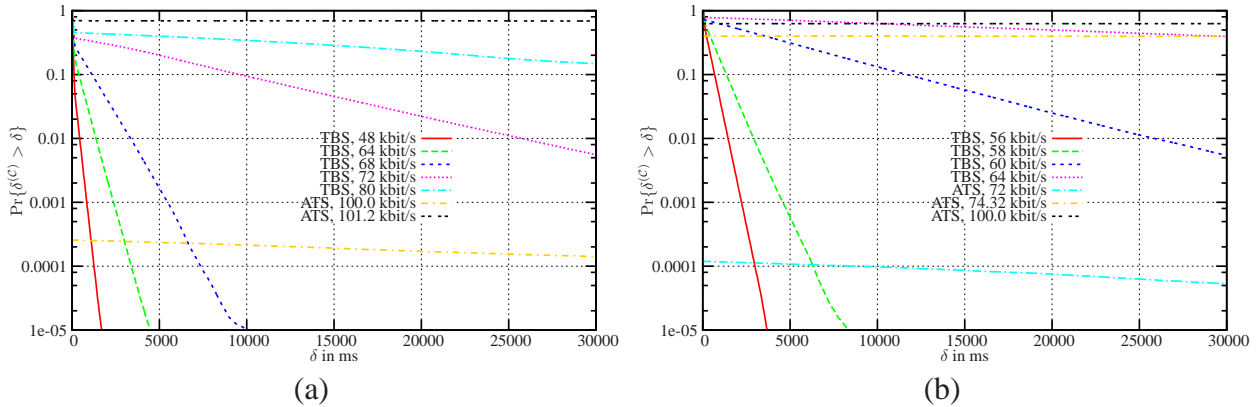 1
0.1
0.01
0.001
0.0001
1e-05
Pr{δ^(C) > δ}
TBS, 48 kbit/s
TBS, 64 kbit/s
TBS, 68 kbit/s
TBS, 72 kbit/s
TBS, 80 kbit/s
ATS, 100.0 kbit/s
ATS, 101.2 kbit/s
0 5000 10000 15000 20000 25000 30000
δ in ms
(a)
1
0.1
0.01
0.001
0.0001
1e-05
Pr{δ^(C) > δ}
TBS, 56 kbit/s
TBS, 58 kbit/s
TBS, 60 kbit/s
TBS, 64 kbit/s
ATS, 72 kbit/s
ATS, 74.32 kbit/s
ATS, 100.0 kbit/s
0 5000 10000 15000 20000 25000 30000
δ in ms
(b)